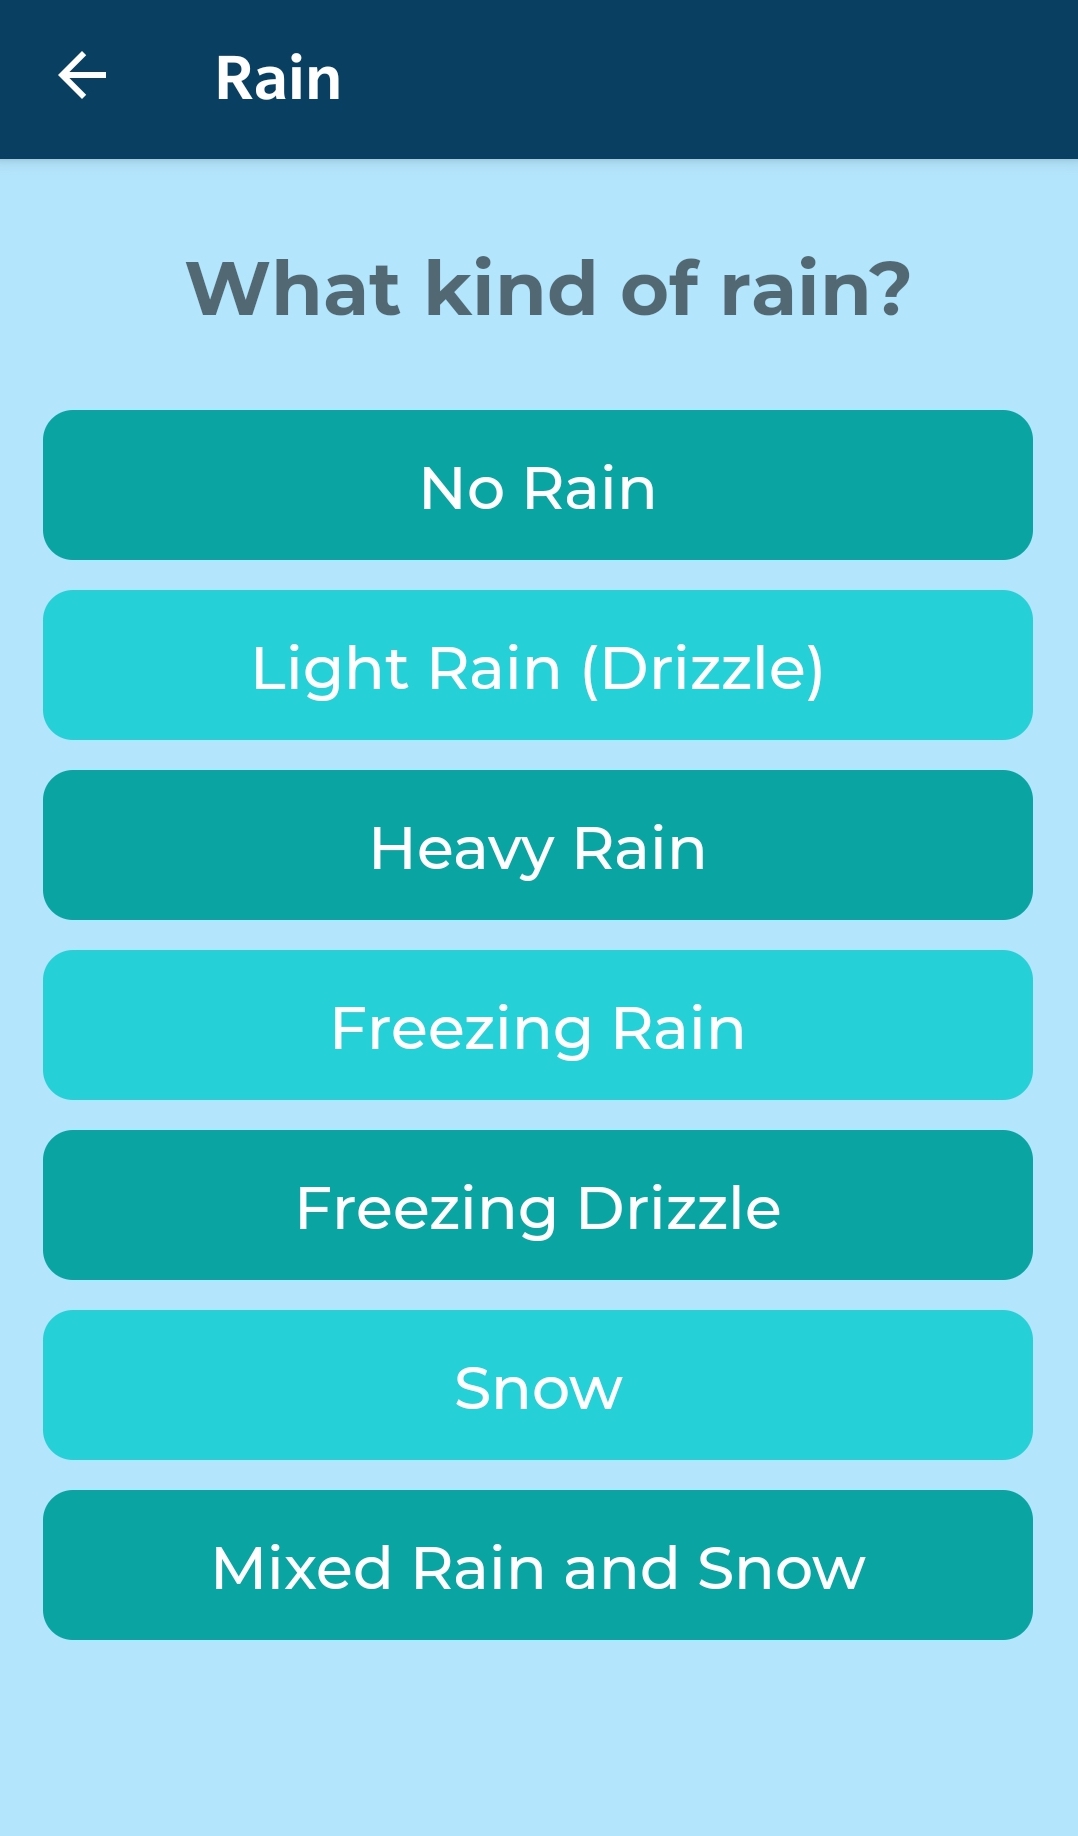 Rain
What kind of rain?
No Rain
Light Rain (Drizzle)
Heavy Rain
Freezing Rain
Freezing Drizzle
Snow
Mixed Rain and Snow